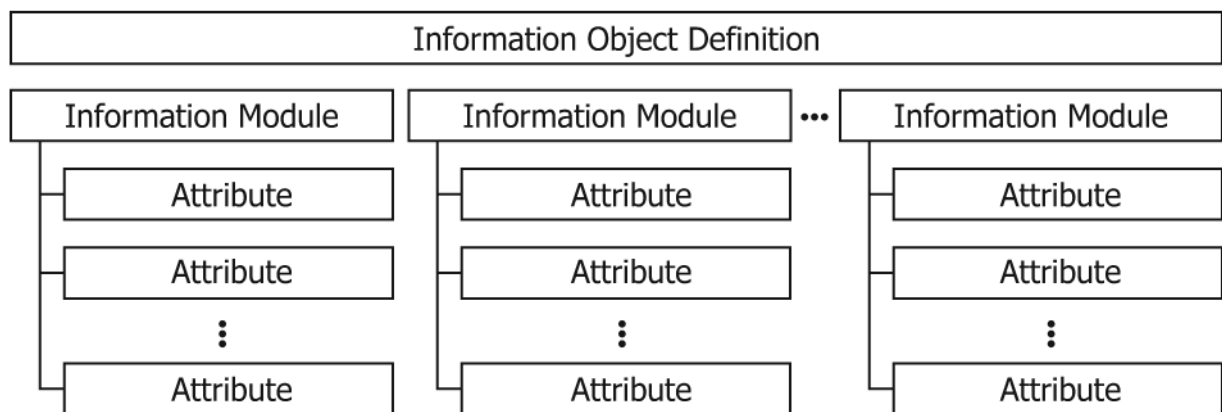 Information Object Definition
Information Module Information Module ... Information Module
Attribute Attribute Attribute
Attribute Attribute Attribute
Attribute Attribute Attribute